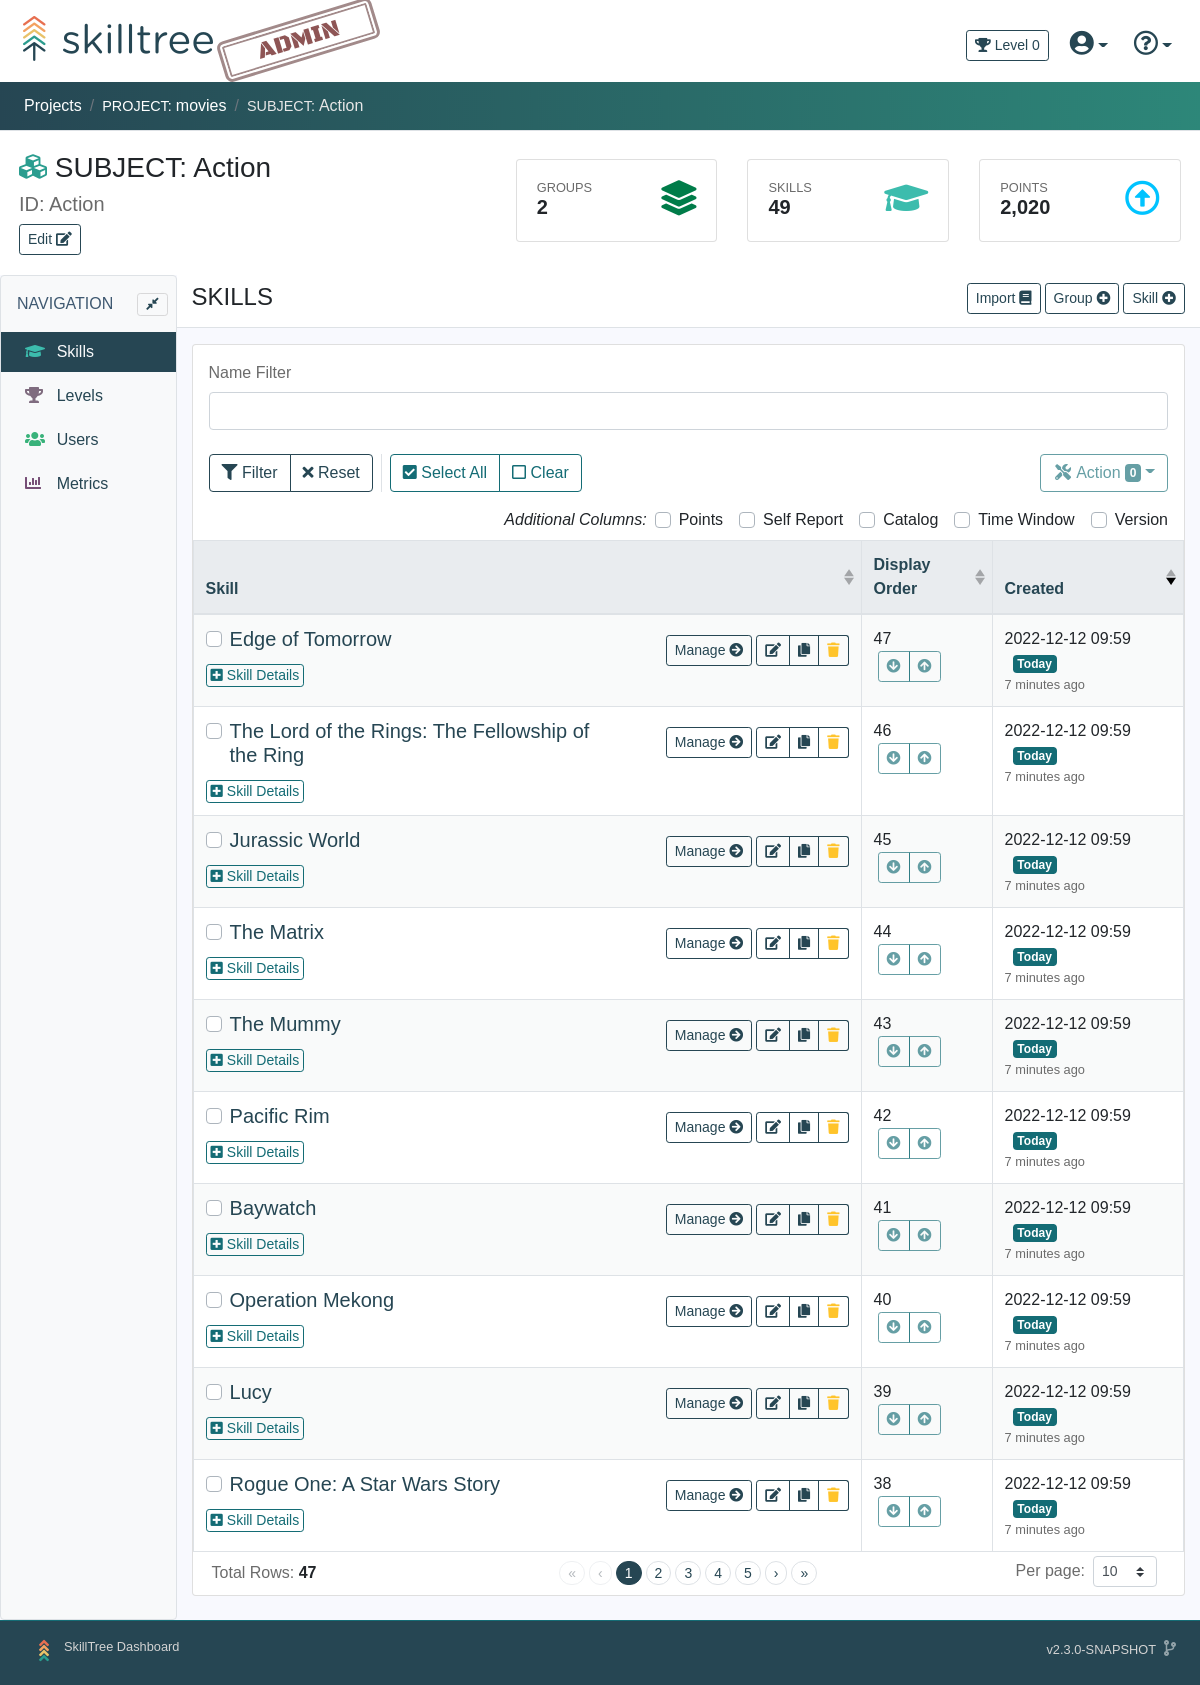 skilltree
ADMIN
Level 0
Projects / PROJECT: movies / SUBJECT: Action
SUBJECT: Action
ID: Action
Edit
GROUPS
2
SKILLS
49
POINTS
2,020
NAVIGATION
Skills
Levels
Users
Metrics
SKILLS
Import Group Skill
Name Filter
Filter Reset Select All Clear Action 0
Additional Columns: Points Self Report Catalog Time Window Version
Skill Display Order Created
Edge of Tomorrow Manage 47 2022-12-12 09:59
Skill Details Today
7 minutes ago
The Lord of the Rings: The Fellowship of Manage 46 2022-12-12 09:59
the Ring Today
7 minutes ago
Skill Details
Jurassic World Manage 45 2022-12-12 09:59
Skill Details Today
7 minutes ago
The Matrix Manage 44 2022-12-12 09:59
Skill Details Today
7 minutes ago
The Mummy Manage 43 2022-12-12 09:59
Skill Details Today
7 minutes ago
Pacific Rim Manage 42 2022-12-12 09:59
Skill Details Today
7 minutes ago
Baywatch Manage 41 2022-12-12 09:59
Skill Details Today
7 minutes ago
Operation Mekong Manage 40 2022-12-12 09:59
Skill Details Today
7 minutes ago
Lucy Manage 39 2022-12-12 09:59
Skill Details Today
7 minutes ago
Rogue One: A Star Wars Story Manage 38 2022-12-12 09:59
Skill Details Today
7 minutes ago
Total Rows: 47 « ‹ 1 2 3 4 5 › » Per page: 10
SkillTree Dashboard v2.3.0-SNAPSHOT